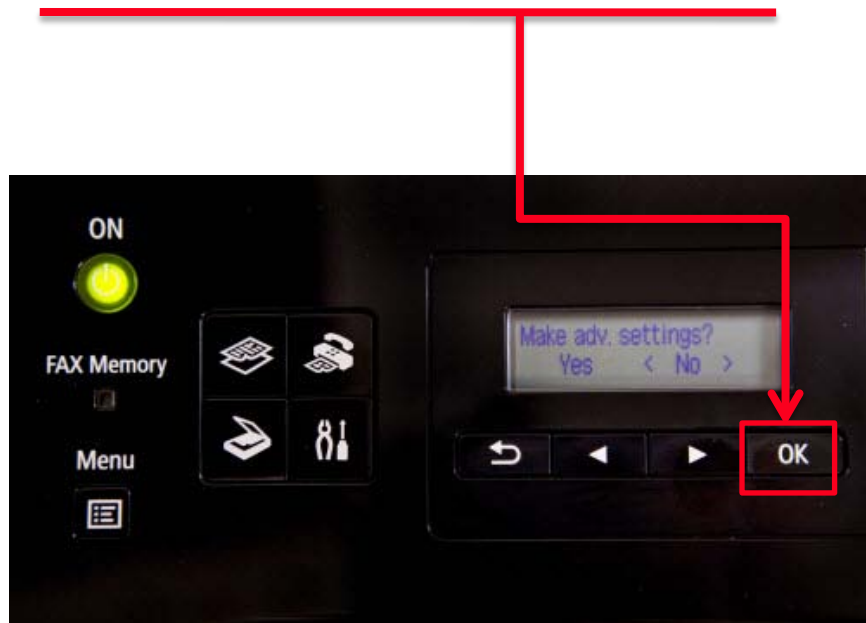 ON
FAX Memory
Menu
Make adv. settings?
Yes < No >
OK